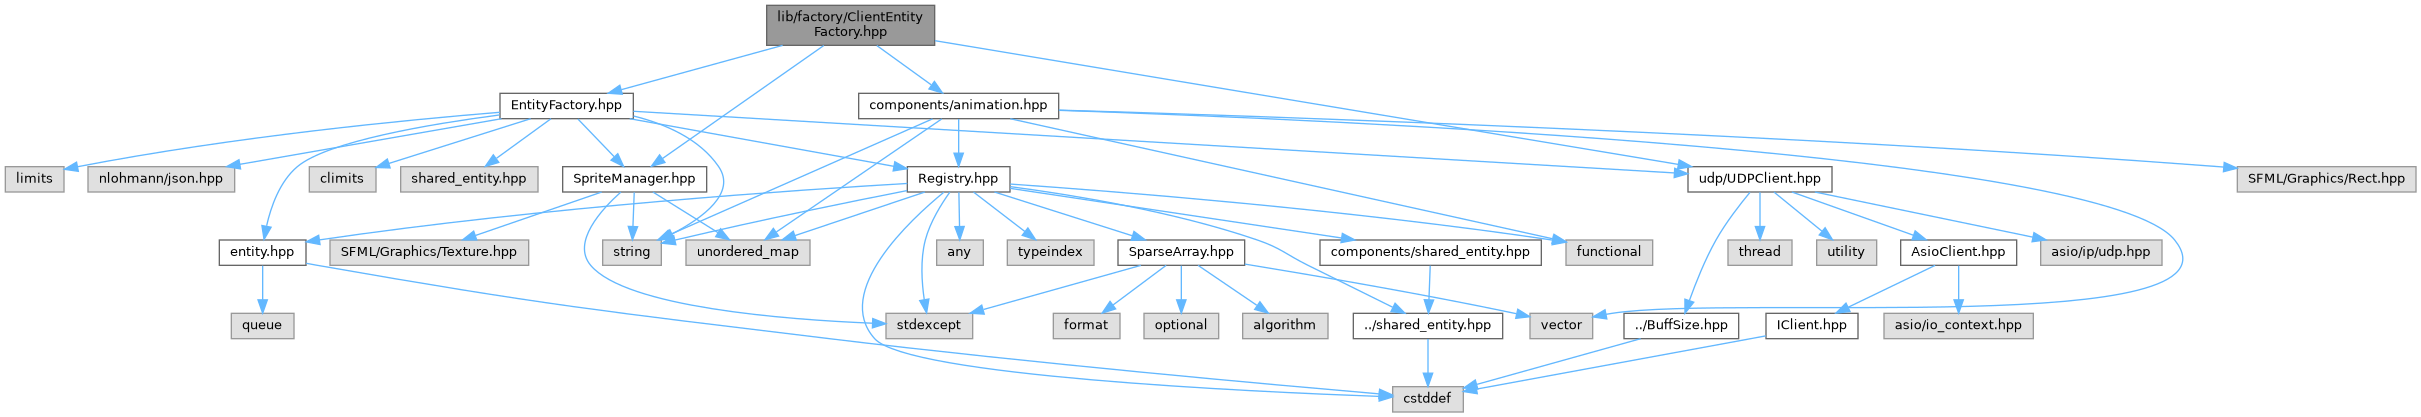 lib/factory/ClientEntity
Factory.hpp
EntityFactory.hpp
components/animation.hpp
limits
nlohmann/json.hpp
climits
shared_entity.hpp
SpriteManager.hpp
Registry.hpp
udp/UDPClient.hpp
SFML/Graphics/Rect.hpp
entity.hpp
SFML/Graphics/Texture.hpp
string
unordered_map
any
typeindex
SparseArray.hpp
components/shared_entity.hpp
functional
thread
utility
AsioClient.hpp
asio/ip/udp.hpp
queue
stdexcept
format
optional
algorithm
../shared_entity.hpp
vector
../BuffSize.hpp
IClient.hpp
asio/io_context.hpp
cstddef